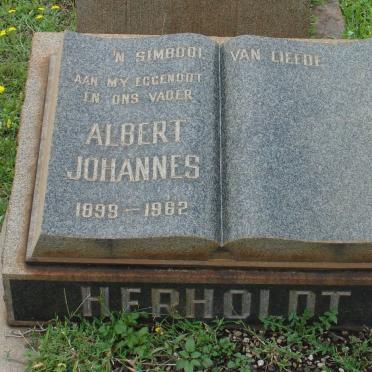 'N SIMBOOL VAN LIEFDE
AAN MY EGGENOOT
EN ONS VADER
ALBERT
JOHANNES
1899 — 1962
HERHOLDT